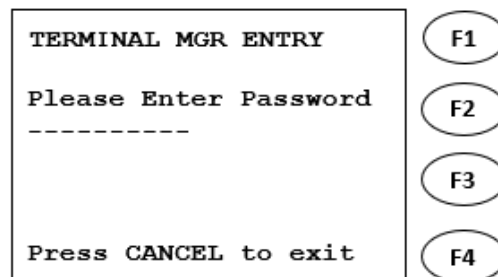 TERMINAL MGR ENTRY
F1
Please Enter Password
F2
----------
F3
Press CANCEL to exit
F4